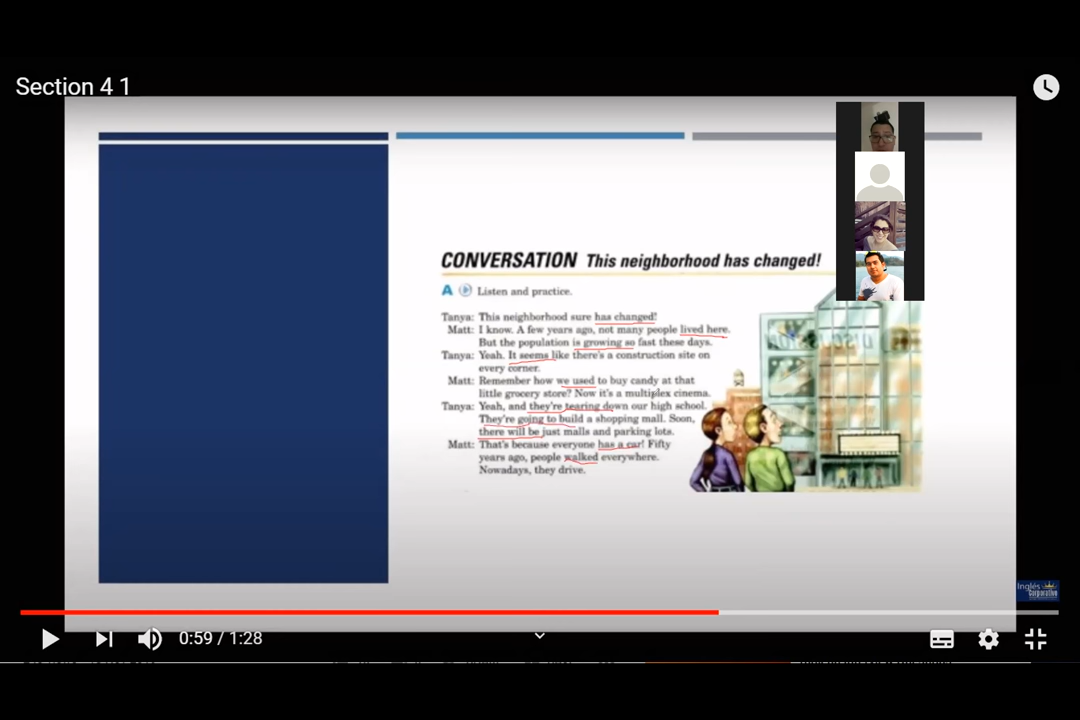 Section 4 1
CONVERSATION This neighborhood has changed!
A Listen and practice.
Tanya: This neighborhood sure has changed!
Matt: I know. A few years ago, not many people lived here.
But the population is growing so fast these days.
Tanya: Yeah. It seems like there's a construction site on
every corner.
Matt: Remember how we used to buy candy at that
little grocery store? Now it's a multiplex cinema.
Tanya: Yeah, and they're tearing down our high school.
They're going to build a shopping mall. Soon,
there will be just malls and parking lots.
Matt: That's because everyone has a car! Fifty
years ago, people walked everywhere.
Nowadays, they drive.
Inglés
Corporativo
0:59 / 1:28